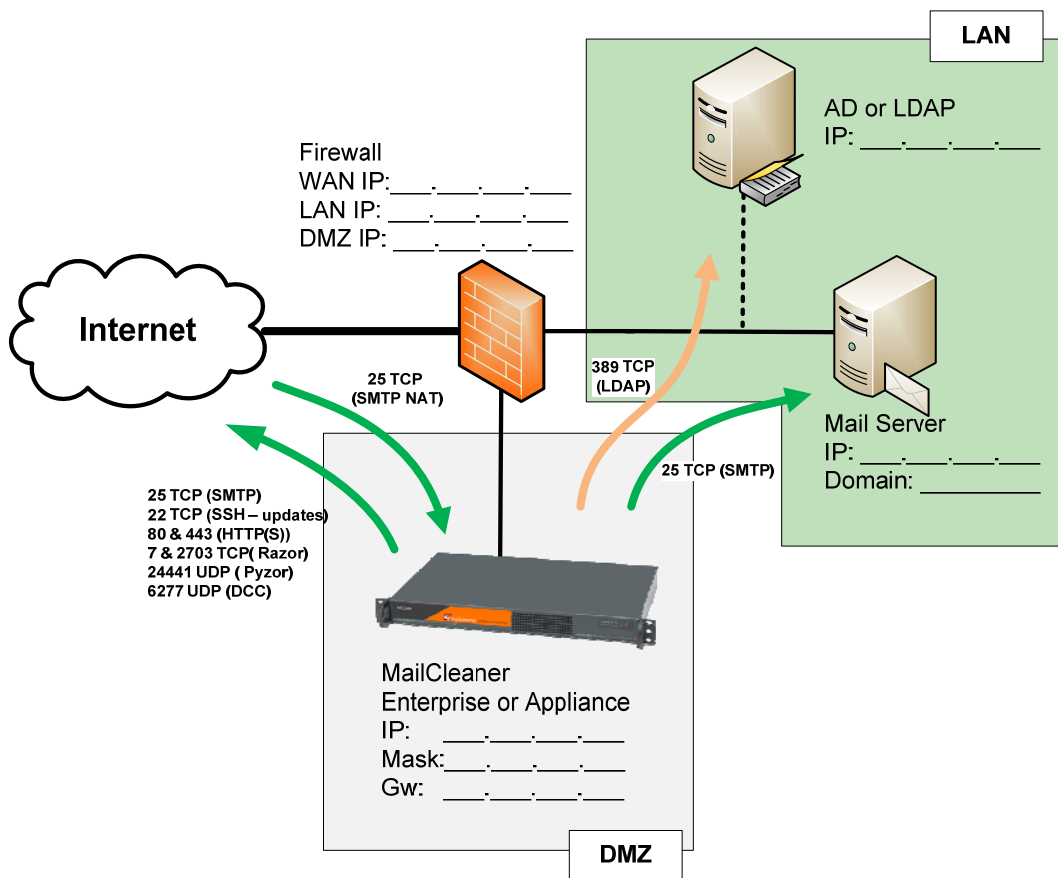 LAN
AD or LDAP
IP: ___.___.___.___
Firewall
WAN IP:___.___.___.___
LAN IP:___.___.___.___
DMZ IP: ___.___.___.___
Internet
25 TCP
(SMTP NAT)
389 TCP
(LDAP)
Mail Server
IP: ___.___.___.___
Domain: _________
25 TCP (SMTP)
25 TCP (SMTP)
22 TCP (SSH – updates)
80 & 443 (HTTP(S))
7 & 2703 TCP( Razor)
24441 UDP ( Pyzor)
6277 UDP (DCC)
MailCleaner
Enterprise or Appliance
IP: ___.___.___.___
Mask:___.___.___.___
Gw: ___.___.___.___
DMZ